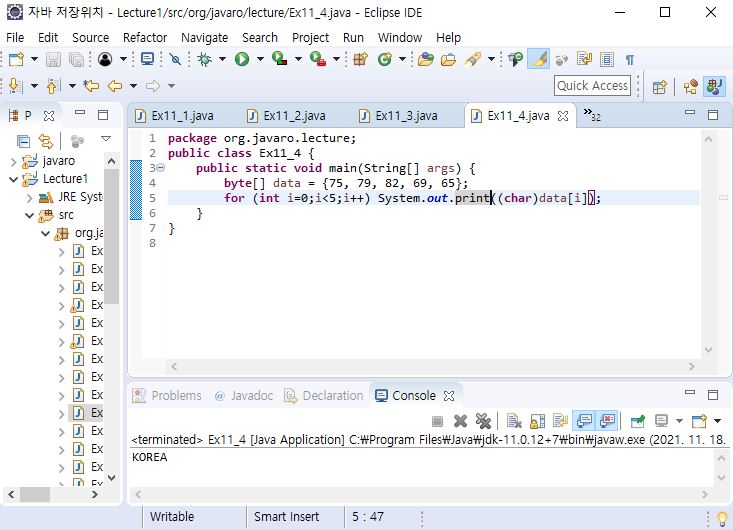 자바 저장위치 - Lecture1/src/org/javaro/lecture/Ex11_4.java - Eclipse IDE
File Edit Source Refactor Navigate Search Project Run Window Help
Quick Access
P
Ex11_1.java Ex11_2.java Ex11_3.java Ex11_4.java »32
javaro
Lecture1
JRE Syst
src
org.ja
Ex
Ex
Ex
Ex
Ex
Ex
Ex
Ex
Ex
Ex
Ex
Ex
Ex
Ex
1 package org.javaro.lecture;
2 public class Ex11_4 {
3 public static void main(String[] args) {
4 byte[] data = {75, 79, 82, 69, 65};
5 for (int i=0;i<5;i++) System.out.print((char)data[i]);
6 }
7 }
8
Problems @ Javadoc Declaration Console
<terminated> Ex11_4 [Java Application] C:₩Program Files₩Java₩jdk-11.0.12+7₩bin₩javaw.exe (2021. 11. 18.
KOREA
Writable Smart Insert 5 : 47